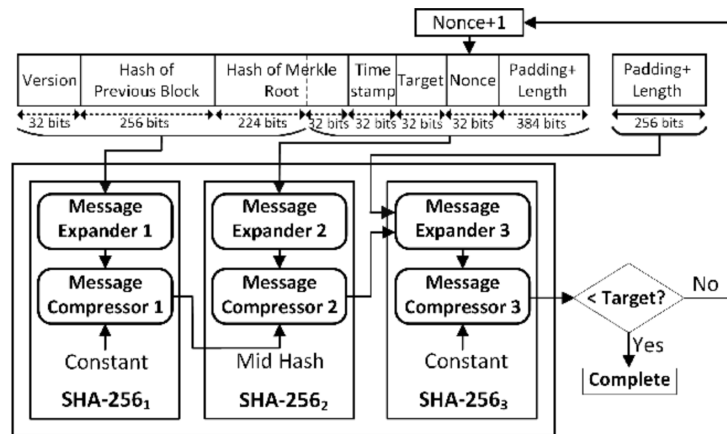 Nonce+1
Version
Hash of
Previous Block
Hash of Merkle
Root
Time
stamp
Target
Nonce
Padding+
Length
Padding+
Length
32 bits
256 bits
224 bits
32 bits
32 bits
32 bits
32 bits
384 bits
256 bits
Message
Expander 1
Message
Expander 2
Message
Expander 3
Message
Compressor 1
Message
Compressor 2
Message
Compressor 3
< Target?
No
Yes
Constant
Mid Hash
Constant
Complete
SHA-256₁
SHA-256₂
SHA-256₃